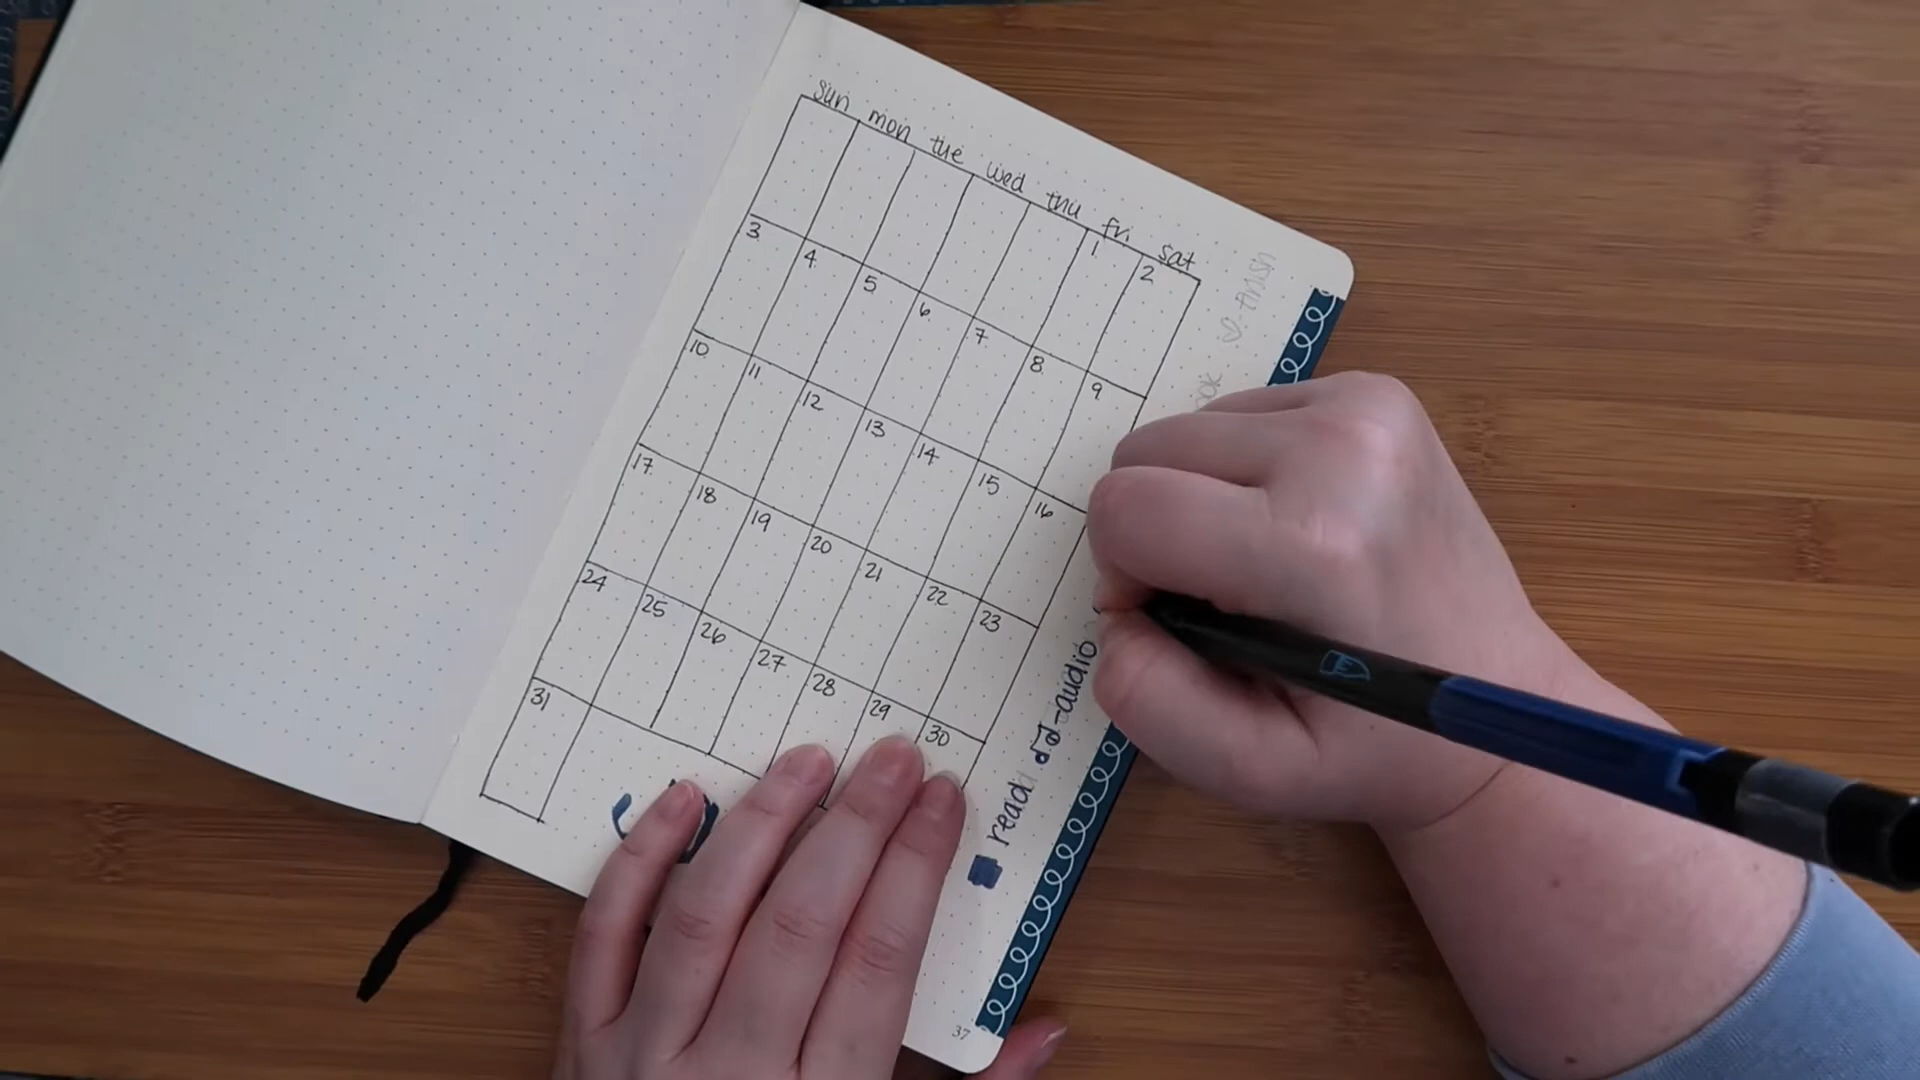 sun mon tue wed thu fri sat
1 2
3 4 5 6 7 8 9
10 11 12 13 14 15 16
17 18 19 20 21 22 23
24 25 26 27 28 29 30
31
read -audio
- finish
37